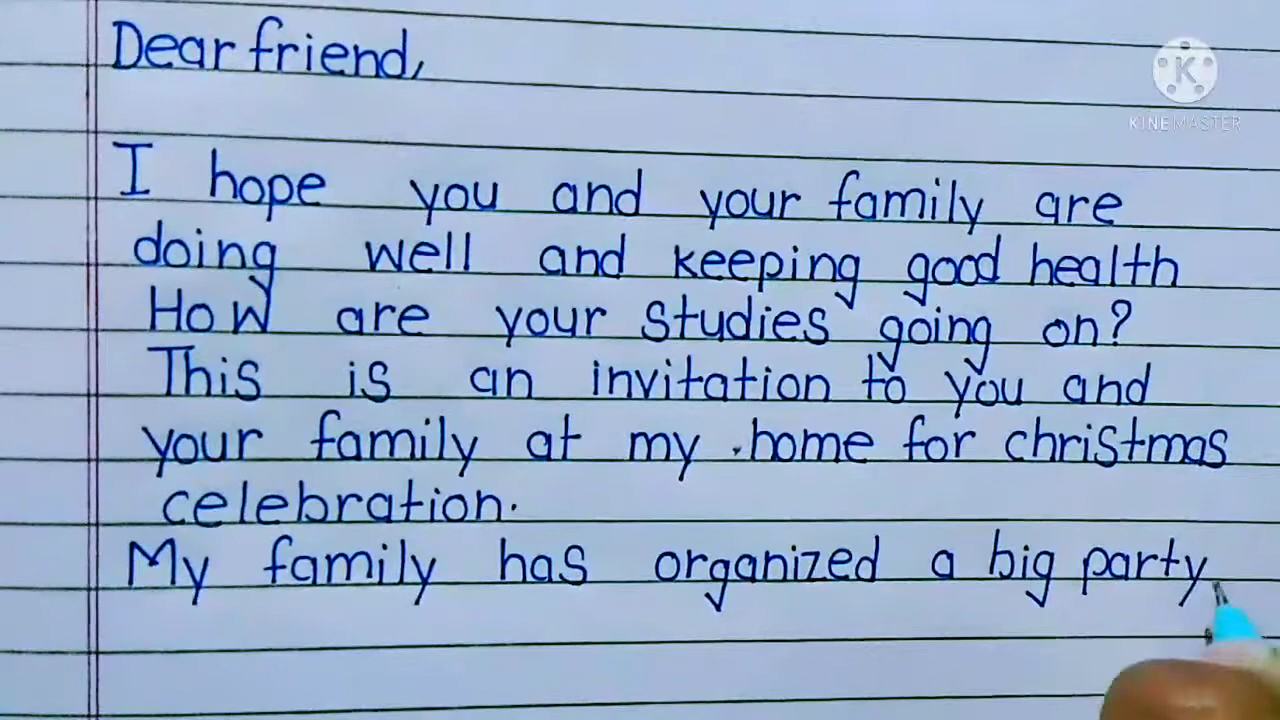 Dear friend,
KINEMASTER
I hope you and your family are
doing well and keeping good health
How are your studies going on?
This is an invitation to you and
your family at my home for christmas
celebration.
My family has organized a big party